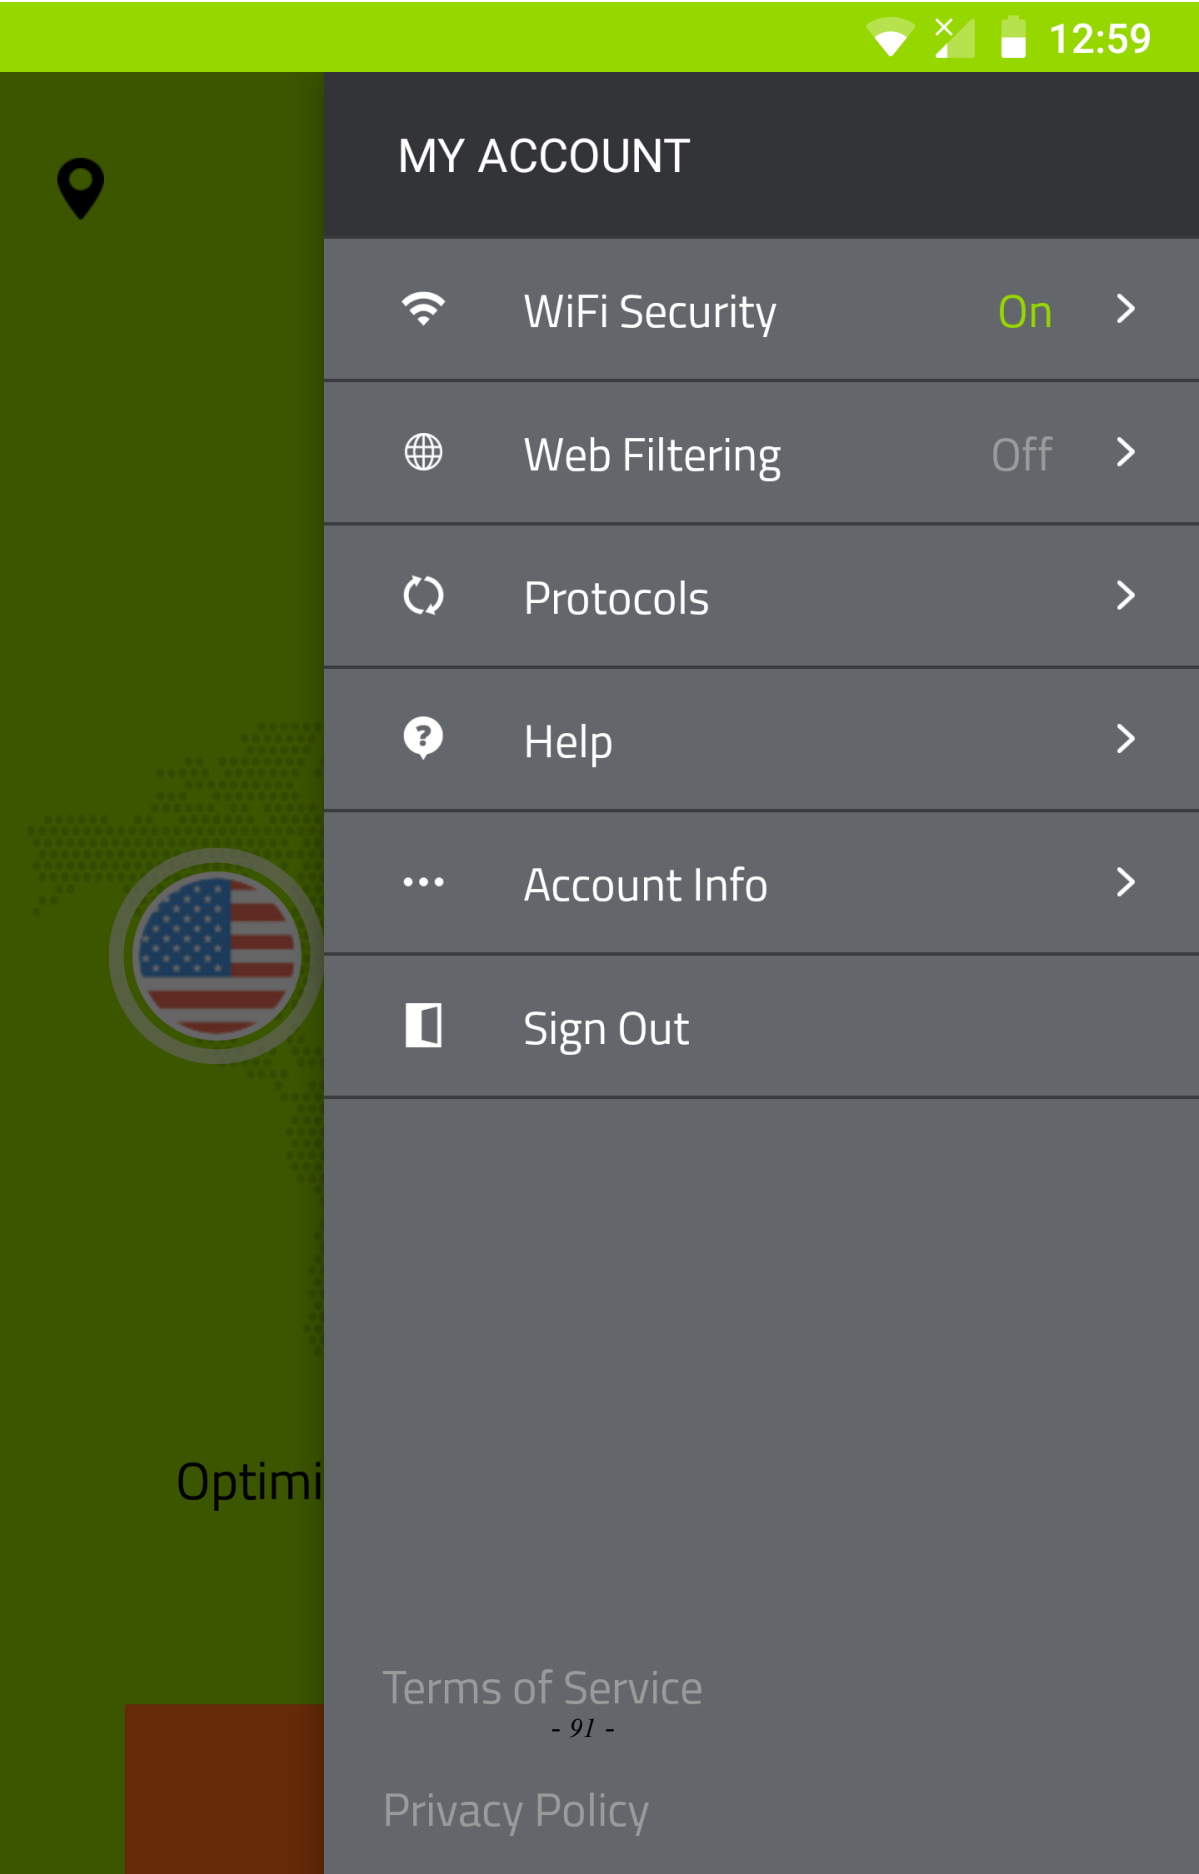 12:59
MY ACCOUNT
WiFi Security On
Web Filtering Off
Protocols
Help
Account Info
Sign Out
Optimi
Terms of Service
- 91 -
Privacy Policy